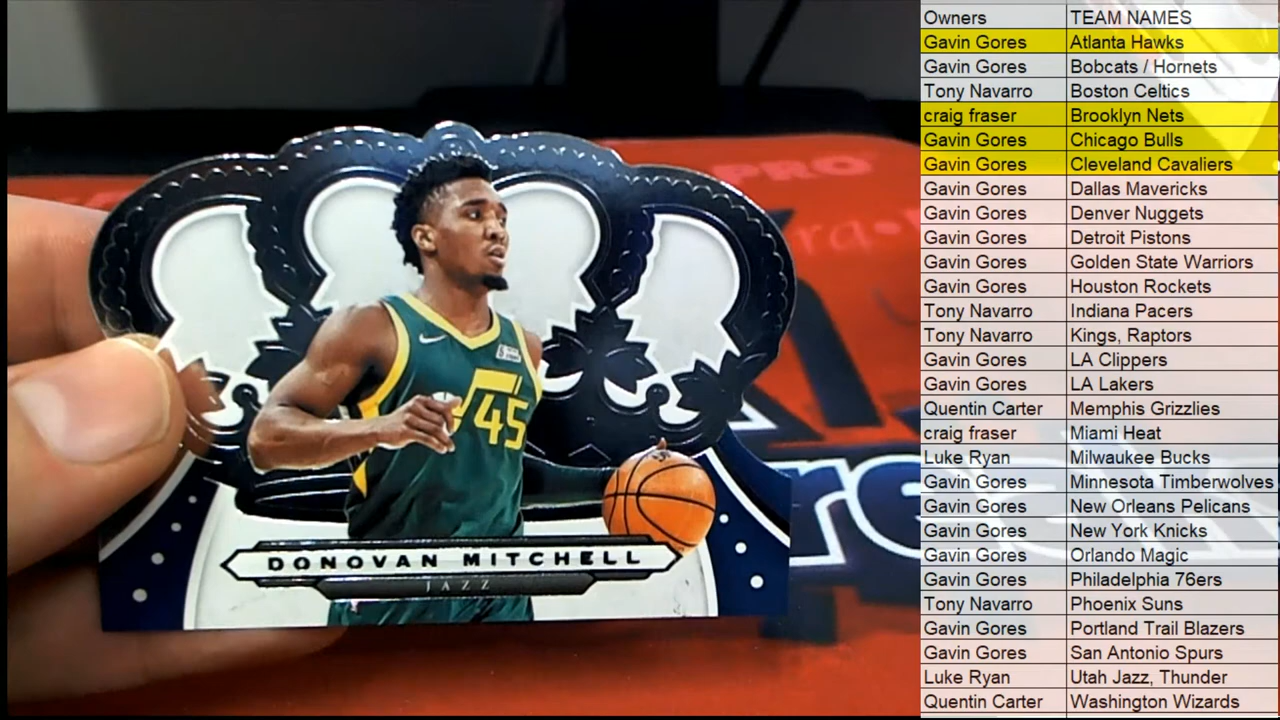 Owners TEAM NAMES
Gavin Gores Atlanta Hawks
Gavin Gores Bobcats / Hornets
Tony Navarro Boston Celtics
craig fraser Brooklyn Nets
Gavin Gores Chicago Bulls
Gavin Gores Cleveland Cavaliers
Gavin Gores Dallas Mavericks
Gavin Gores Denver Nuggets
Gavin Gores Detroit Pistons
Gavin Gores Golden State Warriors
Gavin Gores Houston Rockets
Tony Navarro Indiana Pacers
Tony Navarro Kings, Raptors
Gavin Gores LA Clippers
Gavin Gores LA Lakers
Quentin Carter Memphis Grizzlies
craig fraser Miami Heat
Luke Ryan Milwaukee Bucks
Gavin Gores Minnesota Timberwolves
Gavin Gores New Orleans Pelicans
Gavin Gores New York Knicks
Gavin Gores Orlando Magic
Gavin Gores Philadelphia 76ers
Tony Navarro Phoenix Suns
Gavin Gores Portland Trail Blazers
Gavin Gores San Antonio Spurs
Luke Ryan Utah Jazz, Thunder
Quentin Carter Washington Wizards
PRO
45
DONOVAN MITCHELL
JAZZ